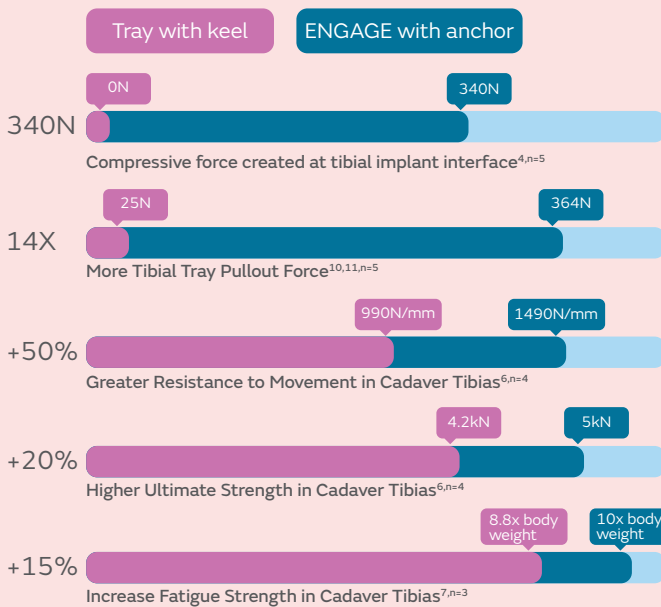 Tray with keel
ENGAGE with anchor
0N
340N
340N
Compressive force created at tibial implant interface4,n=5
25N
364N
14X
More Tibial Tray Pullout Force10,11,n=5
990N/mm
1490N/mm
+50%
Greater Resistance to Movement in Cadaver Tibias6,n=4
4.2kN
5kN
+20%
Higher Ultimate Strength in Cadaver Tibias6,n=4
8.8x body
weight
10x body
weight
+15%
Increase Fatigue Strength in Cadaver Tibias7,n=3